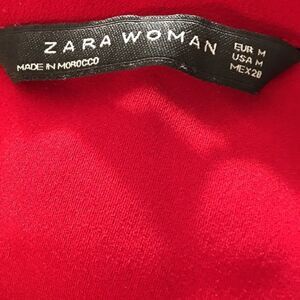 ZARA WOMAN
MADE IN MOROCCO
EUR M
USA M
MEX 28